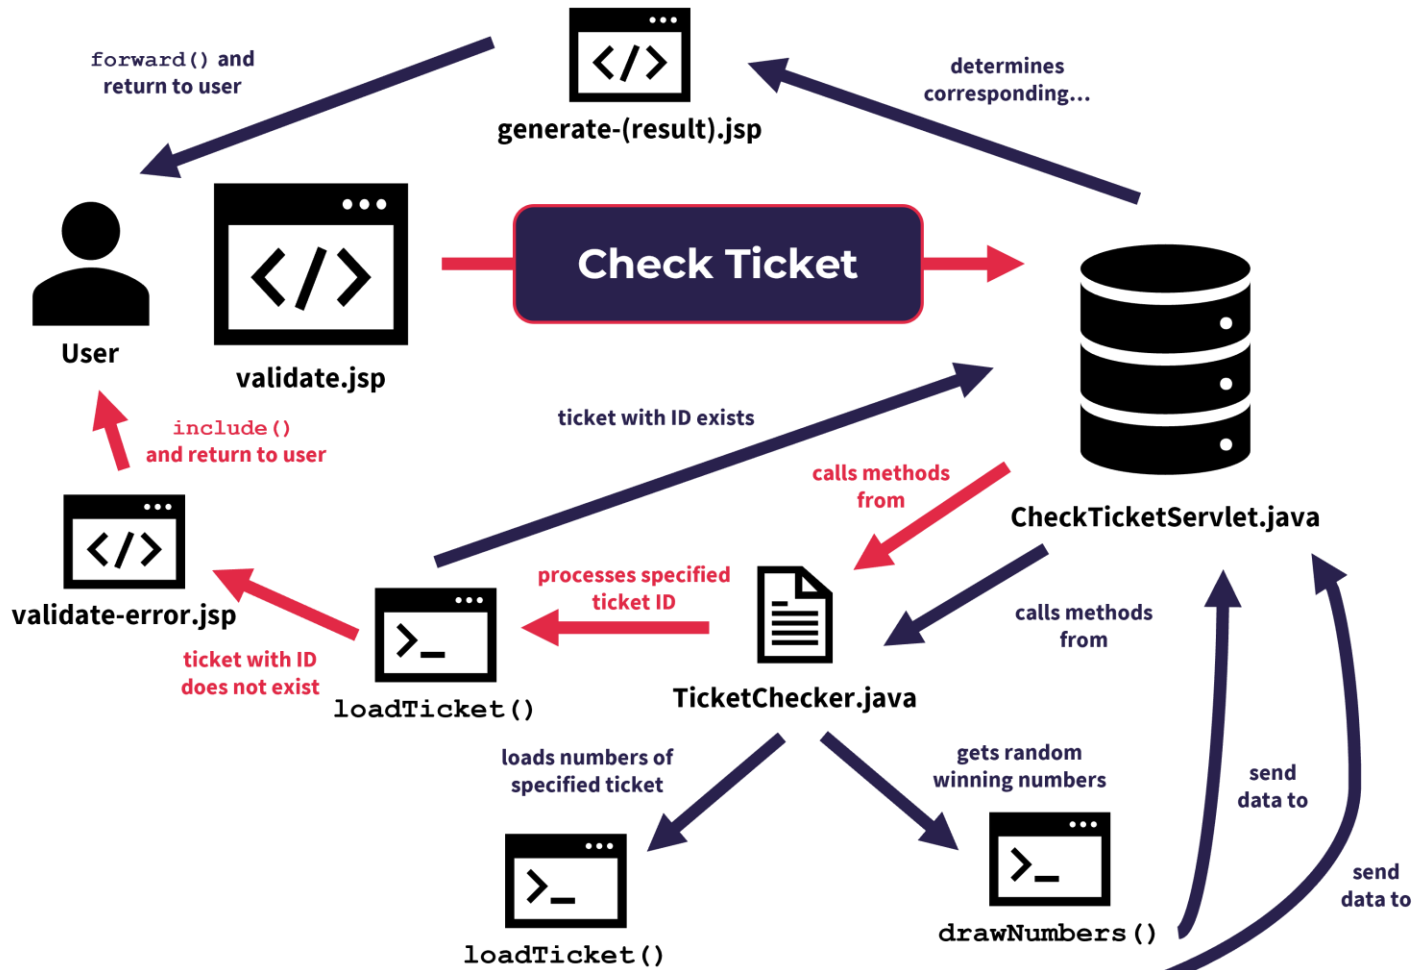 forward() and
return to user
</>
generate-(result).jsp
determines
corresponding...
User
</>
validate.jsp
Check Ticket
include()
and return to user
ticket with ID exists
calls methods
from
CheckTicketServlet.java
</>
validate-error.jsp
ticket with ID
does not exist
>_
loadTicket()
processes specified
ticket ID
TicketChecker.java
calls methods
from
loads numbers of
specified ticket
>_
loadTicket()
gets random
winning numbers
>_
drawNumbers()
send
data to
send
data to